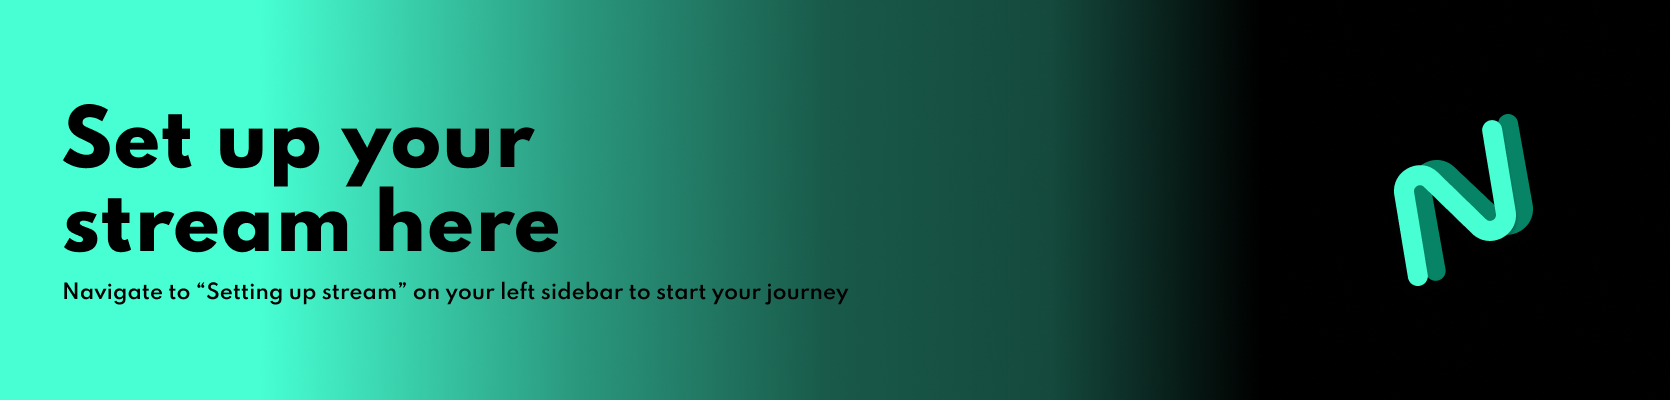 Set up your
stream here
Navigate to “Setting up stream” on your left sidebar to start your journey
N